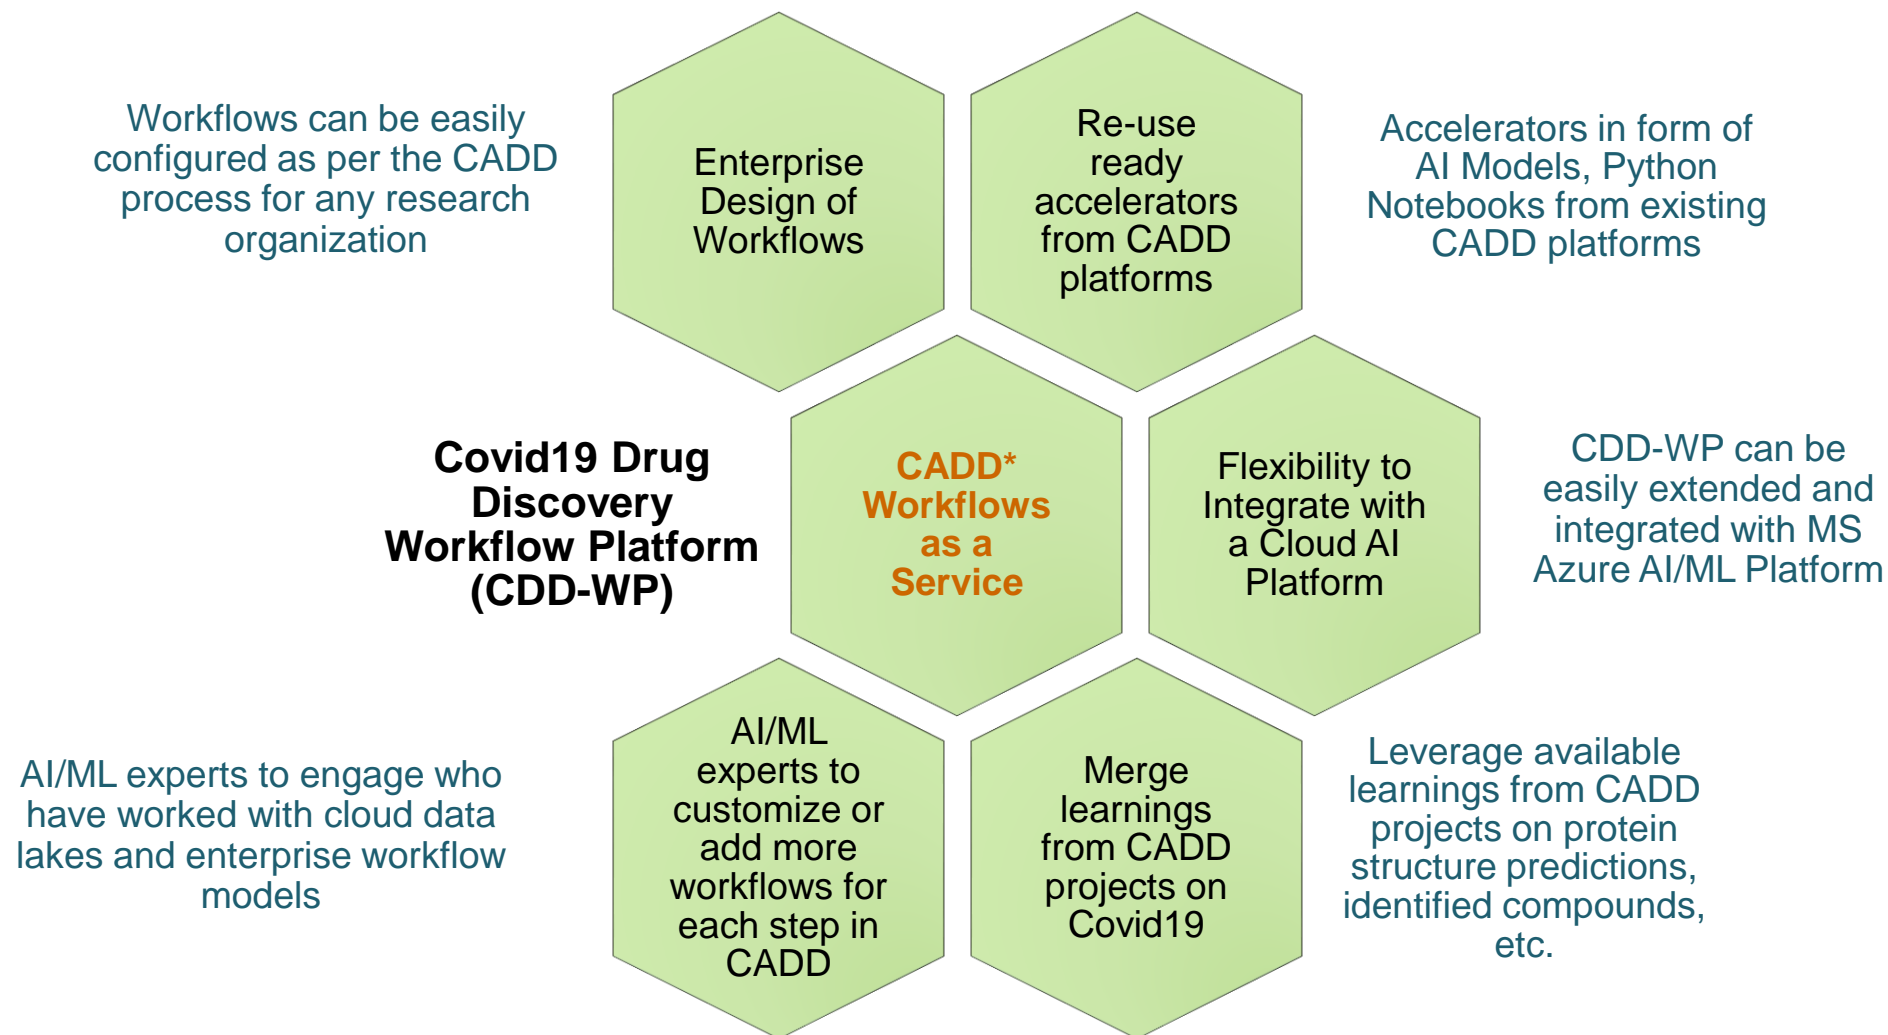 Workflows can be easily
configured as per the CADD
process for any research
organization
Enterprise
Design of
Workflows
Re-use
ready
accelerators
from CADD
platforms
Accelerators in form of
AI Models, Python
Notebooks from existing
CADD platforms
Covid19 Drug
Discovery
Workflow Platform
(CDD-WP)
CADD*
Workflows
as a
Service
Flexibility to
Integrate with
a Cloud AI
Platform
CDD-WP can be
easily extended and
integrated with MS
Azure AI/ML Platform
AI/ML experts to engage who
have worked with cloud data
lakes and enterprise workflow
models
AI/ML
experts to
customize or
add more
workflows for
each step in
CADD
Merge
learnings
from CADD
projects on
Covid19
Leverage available
learnings from CADD
projects on protein
structure predictions,
identified compounds,
etc.